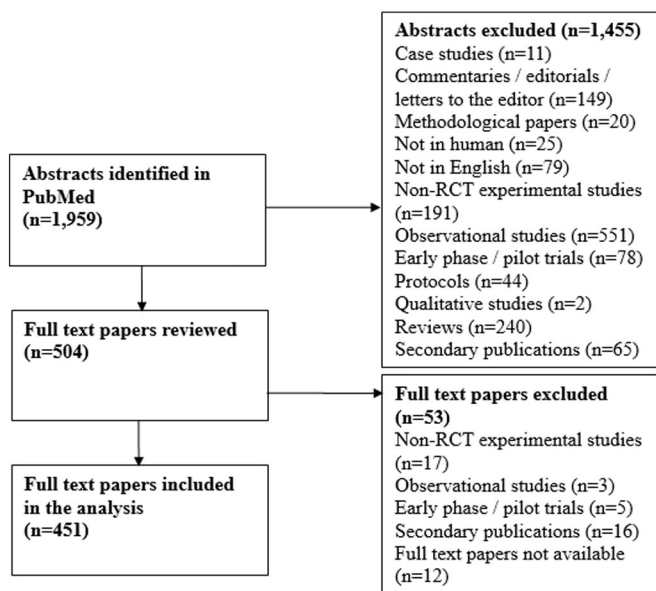 Abstracts identified in
PubMed
(n=1,959)
Full text papers reviewed
(n=504)
Full text papers included
in the analysis
(n=451)
Abstracts excluded (n=1,455)
Case studies (n=11)
Commentaries / editorials /
letters to the editor (n=149)
Methodological papers (n=20)
Not in human (n=25)
Not in English (n=79)
Non-RCT experimental studies
(n=191)
Observational studies (n=551)
Early phase / pilot trials (n=78)
Protocols (n=44)
Qualitative studies (n=2)
Reviews (n=240)
Secondary publications (n=65)
Full text papers excluded
(n=53)
Non-RCT experimental studies
(n=17)
Observational studies (n=3)
Early phase / pilot trials (n=5)
Secondary publications (n=16)
Full text papers not available
(n=12)